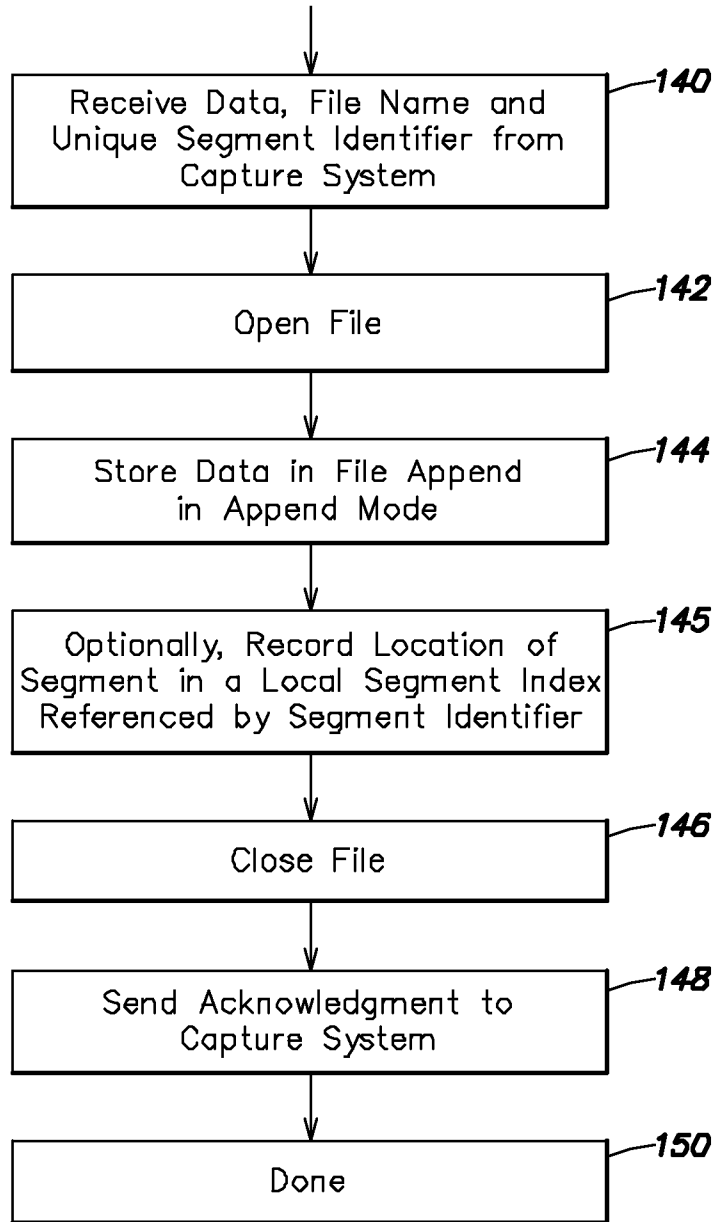 140
Receive Data, File Name and
Unique Segment Identifier from
Capture System
142
Open File
144
Store Data in File Append
in Append Mode
145
Optionally, Record Location of
Segment in a Local Segment Index
Referenced by Segment Identifier
146
Close File
148
Send Acknowledgment to
Capture System
150
Done